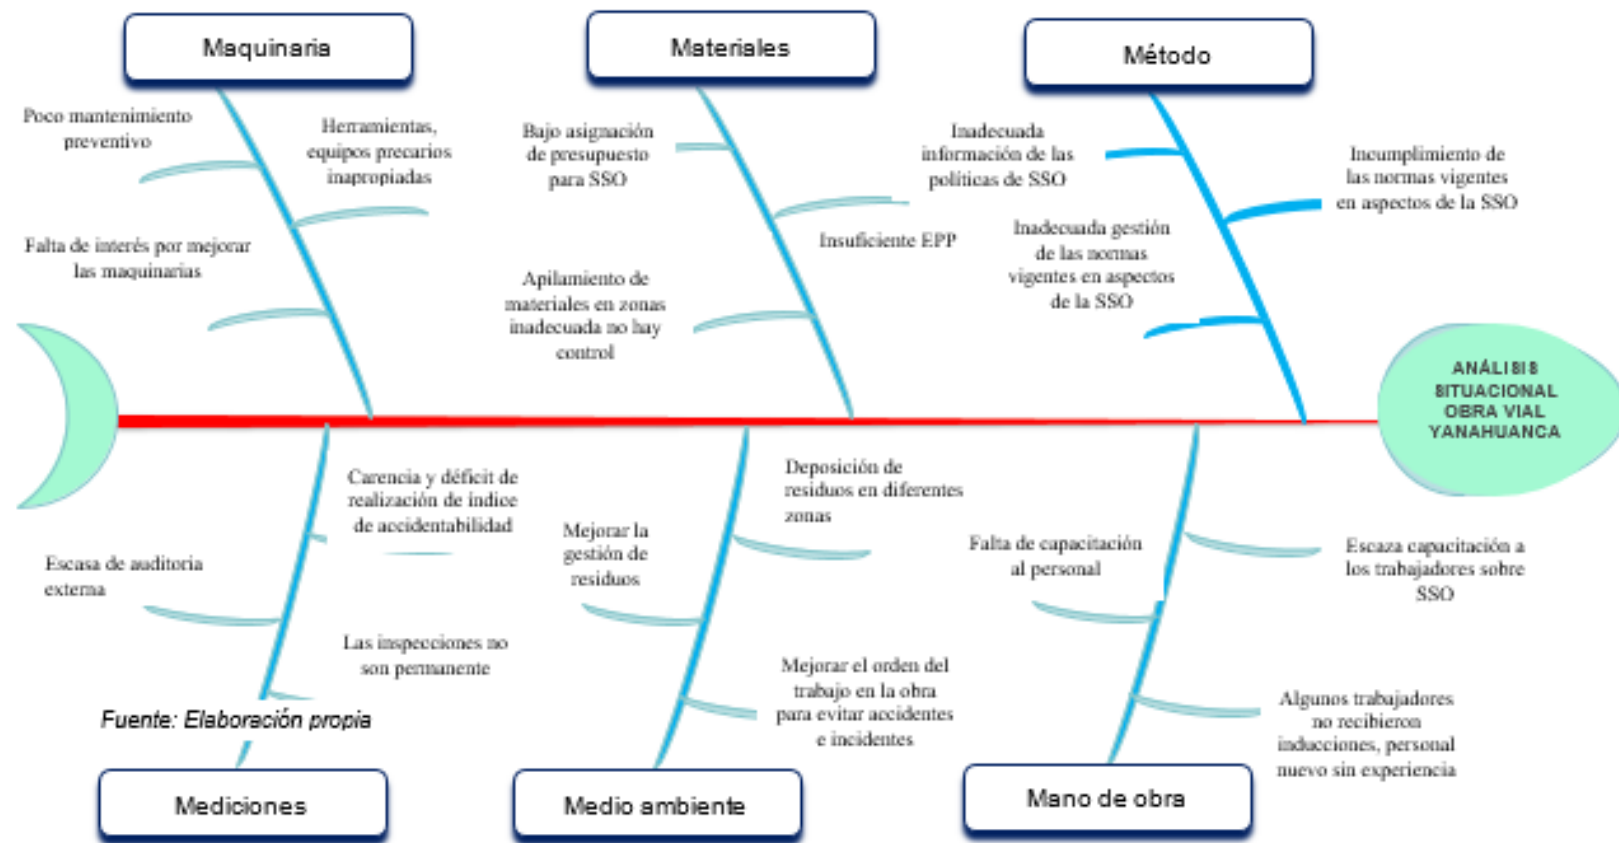 Maquinaria
Materiales
Método
Poco mantenimiento
preventivo
Herramientas,
equipos precarios
inapropiadas
Falta de interés por mejorar
las maquinarias
Bajo asignación
de presupuesto
para SSO
Insuficiente EPP
Apilamiento de
materiales en zonas
inadecuada no hay
control
Inadecuada
información de las
políticas de SSO
Incumplimiento de
las normas vigentes
en aspectos de la SSO
Inadecuada gestión
de las normas
vigentes en aspectos
de la SSO
ANÁLISIS
SITUACIONAL
OBRA VIAL
YANAHUANCA
Carencia y déficit de
realización de índice
de accidentabilidad
Escasa de auditoria
externa
Las inspecciones no
son permanente
Fuente: Elaboración propia
Deposición de
residuos en diferentes
zonas
Mejorar la
gestión de
residuos
Mejorar el orden del
trabajo en la obra
para evitar accidentes
e incidentes
Falta de capacitación
al personal
Escaza capacitación a
los trabajadores sobre
SSO
Algunos trabajadores
no recibieron
inducciones, personal
nuevo sin experiencia
Mediciones
Medio ambiente
Mano de obra